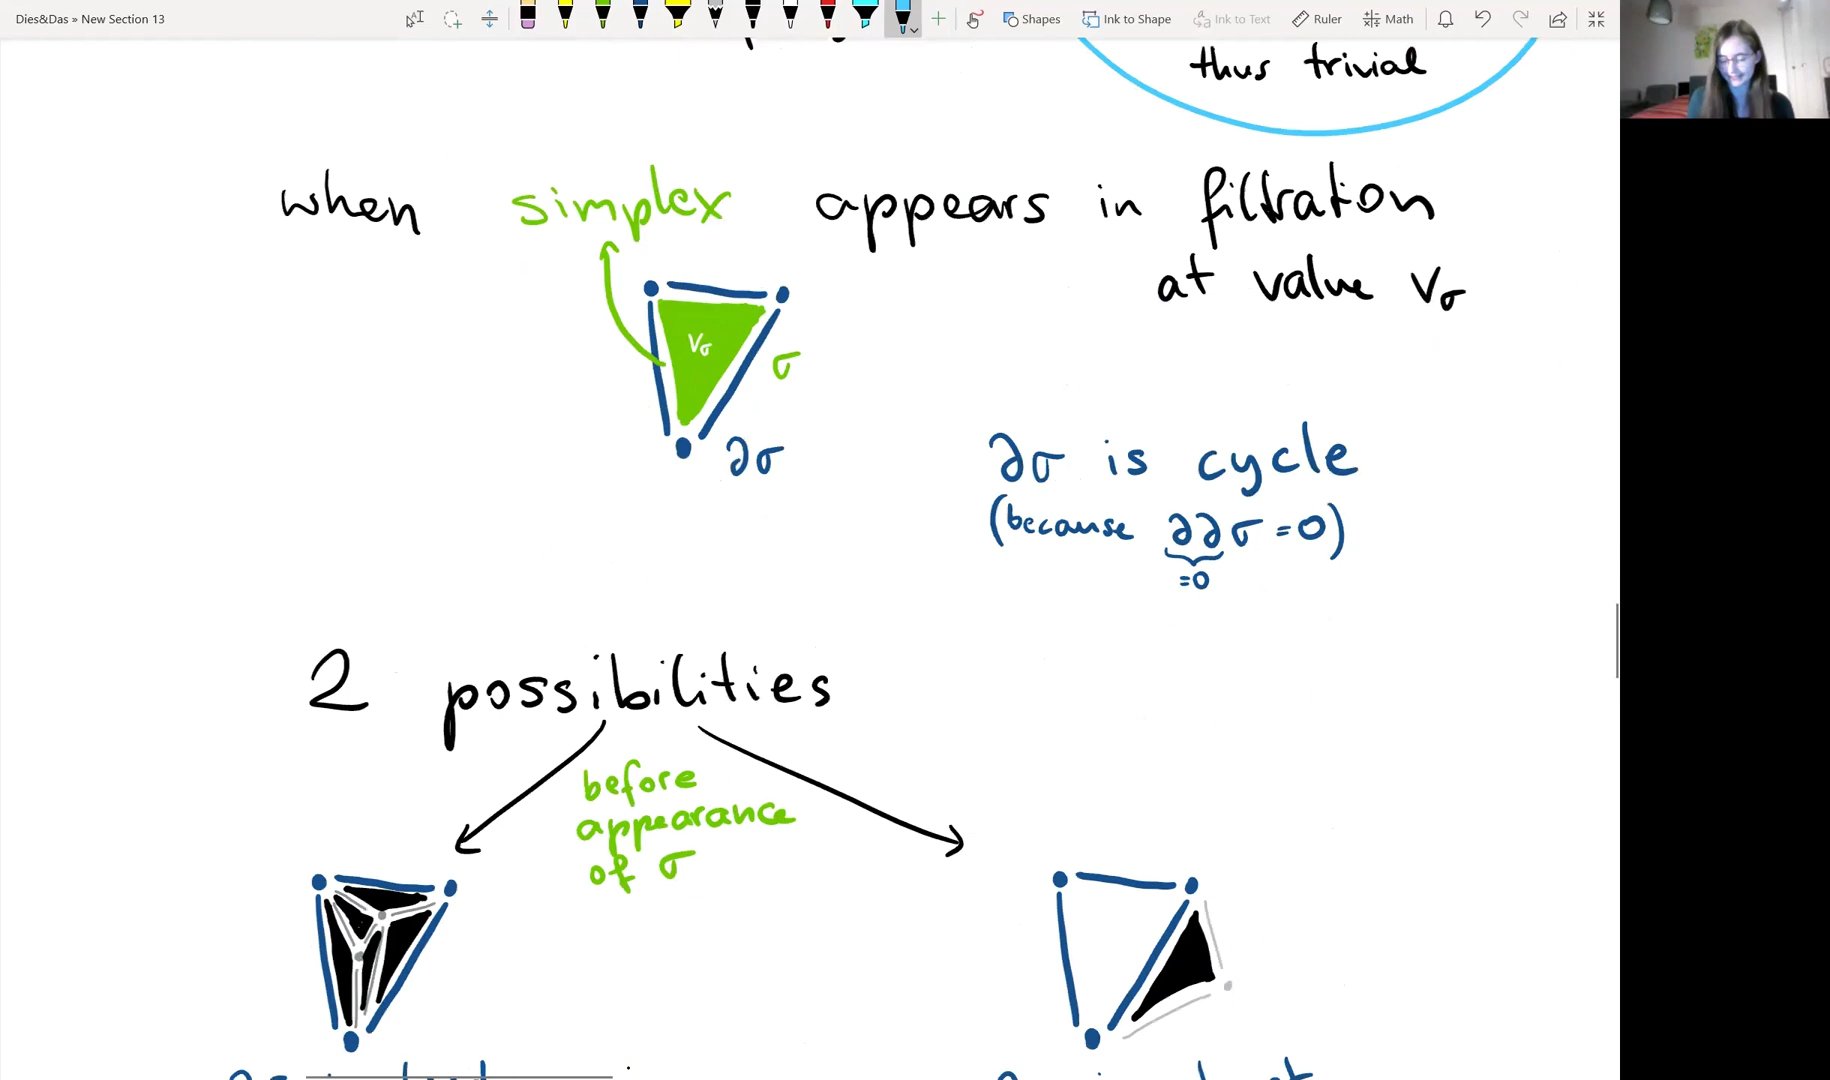 Dies&Das » New Section 13
Shapes
Ink to Shape
Ink to Text
Ruler
Math
thus trivial
when simplex appears in filtration
at value vσ
vσ
σ
∂σ
∂σ is cycle
(because ∂∂σ = 0)
=0
2 possibilities
before
appearance
of σ